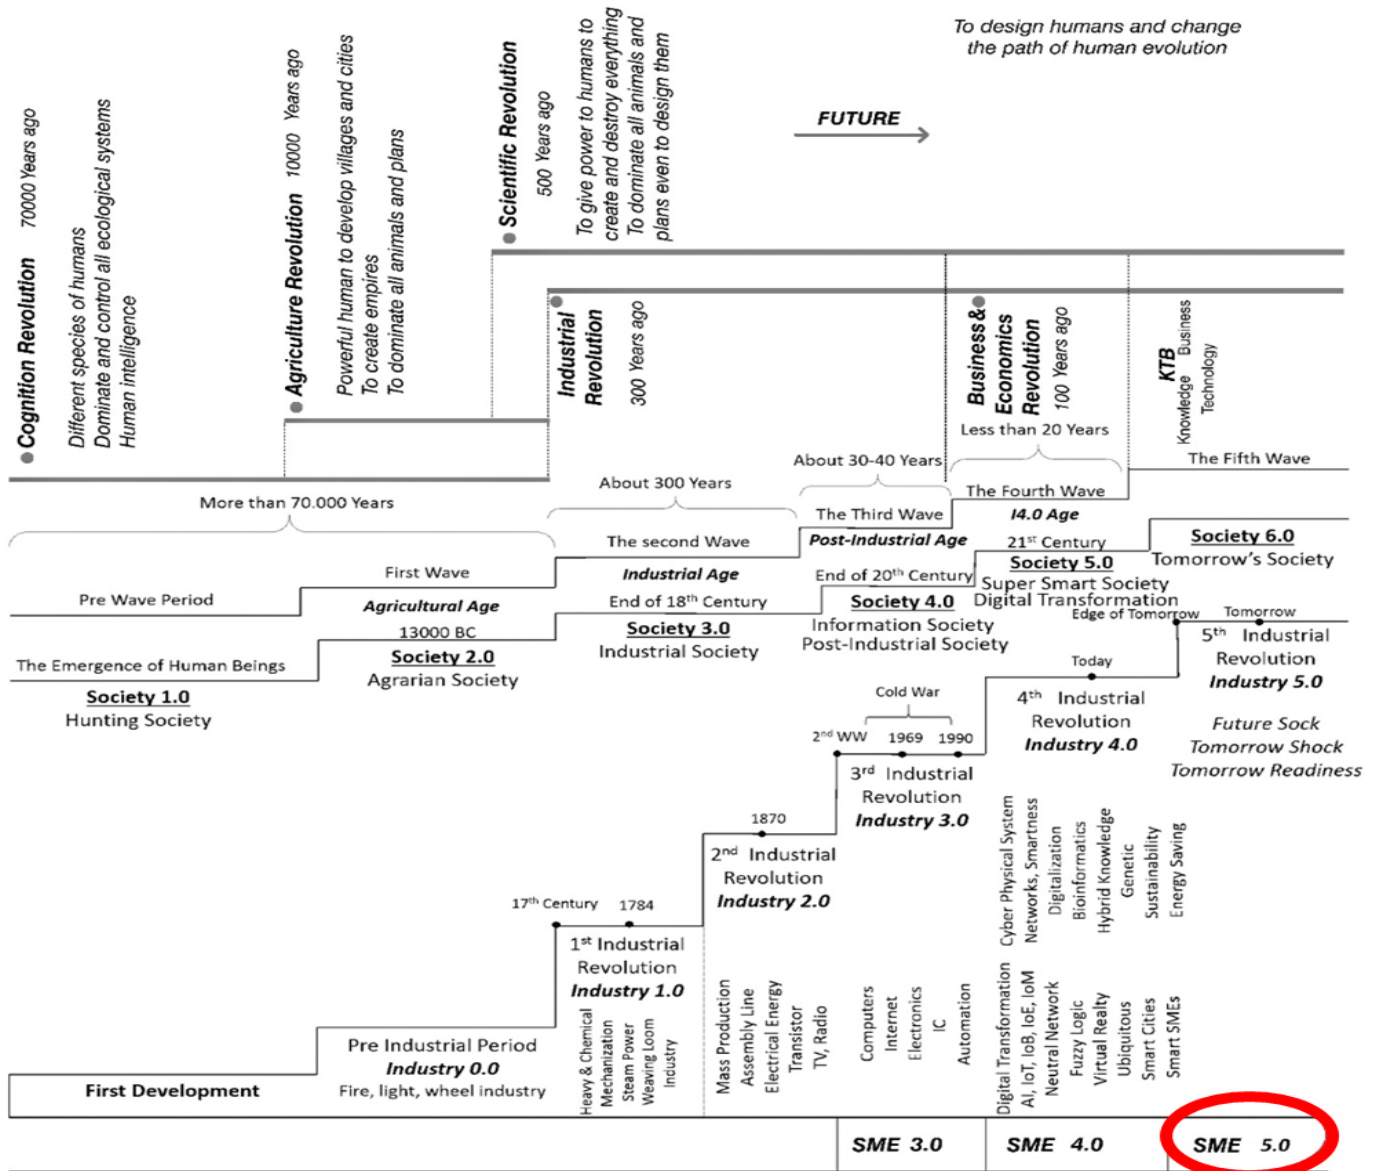 To design humans and change
the path of human evolution
FUTURE
Cognition Revolution 70000 Years ago
Different species of humans
Dominate and control all ecological systems
Human intelligence
Agriculture Revolution 10000 Years ago
Powerful human to develop villages and cities
To create empires
To dominate all animals and plans
Scientific Revolution
500 Years ago
To give power to humans to
create and destroy everything
To dominate all animals and
plans even to design them
Industrial
Revolution
300 Years ago
Business &
Economics
Revolution
100 Years ago
KTB
Knowledge Business
Technology
More than 70.000 Years
About 300 Years
About 30-40 Years
Less than 20 Years
Pre Wave Period
First Wave
Agricultural Age
The second Wave
Industrial Age
The Third Wave
Post-Industrial Age
The Fourth Wave
I4.0 Age
The Fifth Wave
The Emergence of Human Beings
Society 1.0
Hunting Society
13000 BC
Society 2.0
Agrarian Society
End of 18th Century
Society 3.0
Industrial Society
End of 20th Century
Society 4.0
Information Society
Post-Industrial Society
21st Century
Society 5.0
Super Smart Society
Digital Transformation
Society 6.0
Tomorrow's Society
First Development
Pre Industrial Period
Industry 0.0
Fire, light, wheel industry
17th Century 1784
1st Industrial
Revolution
Industry 1.0
Heavy & Chemical
Mechanization
Steam Power
Weaving Loom
Industry
1870
2nd Industrial
Revolution
Industry 2.0
Mass Production
Assembly Line
Electrical Energy
Transistor
TV, Radio
Cold War
2nd WW 1969 1990
3rd Industrial
Revolution
Industry 3.0
Computers
Internet
Electronics
IC
Automation
Today
4th Industrial
Revolution
Industry 4.0
Cyber Physical System
Networks, Smartness
Digitalization
Bioinformatics
Hybrid Knowledge
Genetic
Sustainability
Energy Saving
Digital Transformation
AI, IoT, IoB, IoE, IoM
Neutral Network
Fuzzy Logic
Virtual Realty
Ubiquitous
Smart Cities
Smart SMEs
Edge of Tomorrow Tomorrow
5th Industrial
Revolution
Industry 5.0
Future Sock
Tomorrow Shock
Tomorrow Readiness
SME 3.0
SME 4.0
SME 5.0